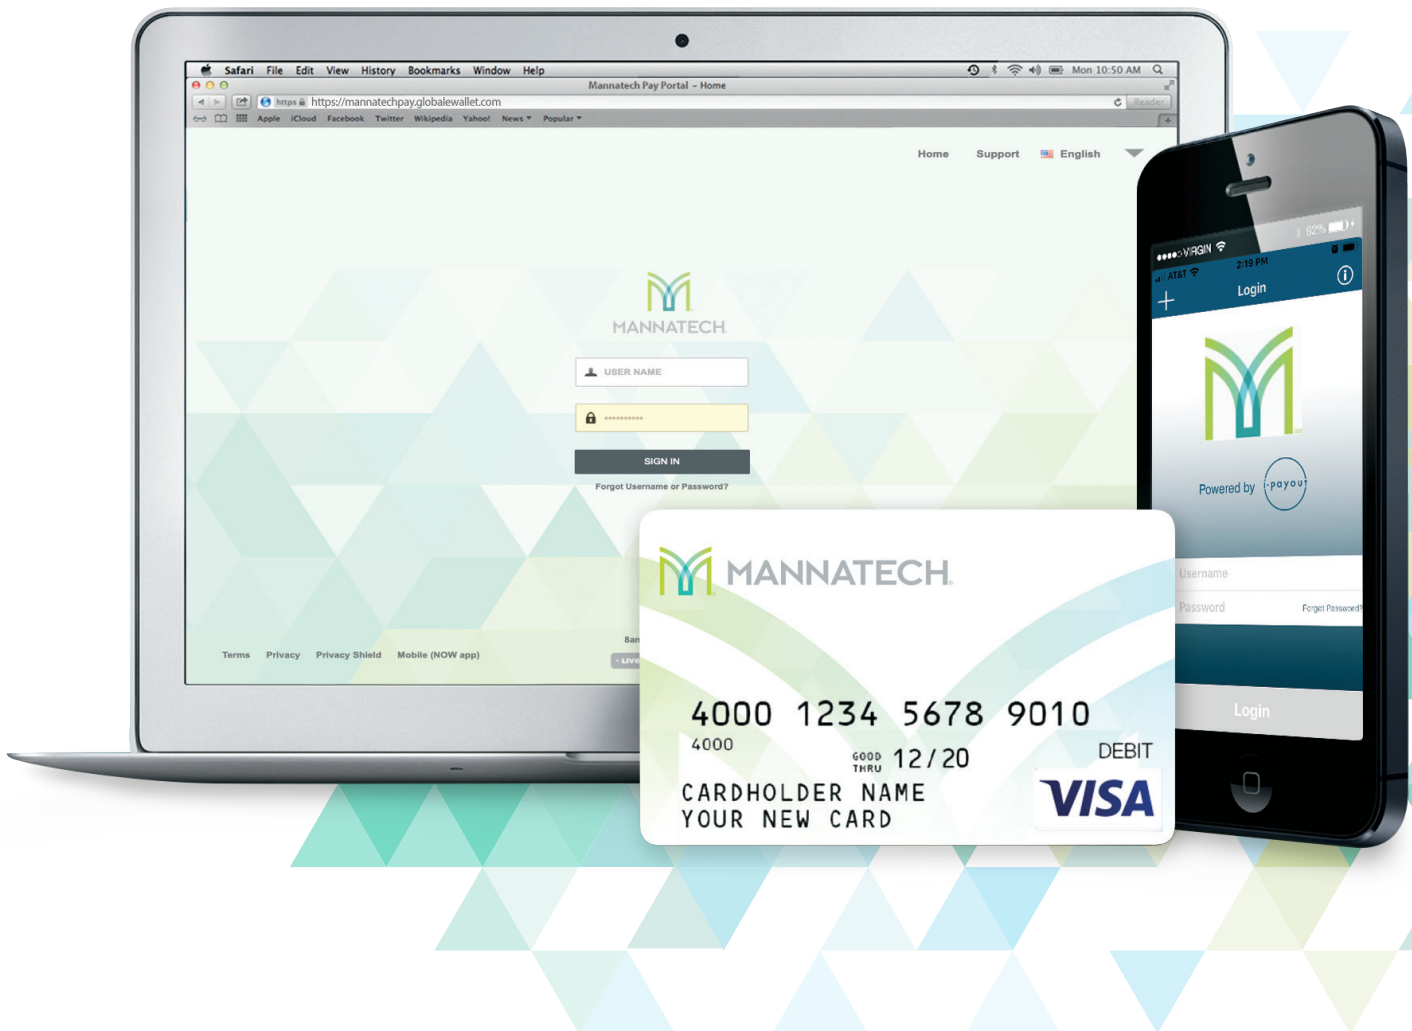 Safari File Edit View History Bookmarks Window Help Mon 10:50 AM
Mannatech Pay Portal – Home
https https://mannatechpay.globalewallet.com Reader
Apple iCloud Facebook Twitter Wikipedia Yahoo! News Popular
Home Support English
MANNATECH
USER NAME
SIGN IN
Forgot Username or Password?
Terms Privacy Privacy Shield Mobile (NOW app)
VIRGIN 82%
AT&T 2:19 PM
Login
Powered by i-payout
Username
Password Forgot Password?
Login
MANNATECH
4000 1234 5678 9010
4000
GOOD THRU 12/20 DEBIT
CARDHOLDER NAME
YOUR NEW CARD
VISA